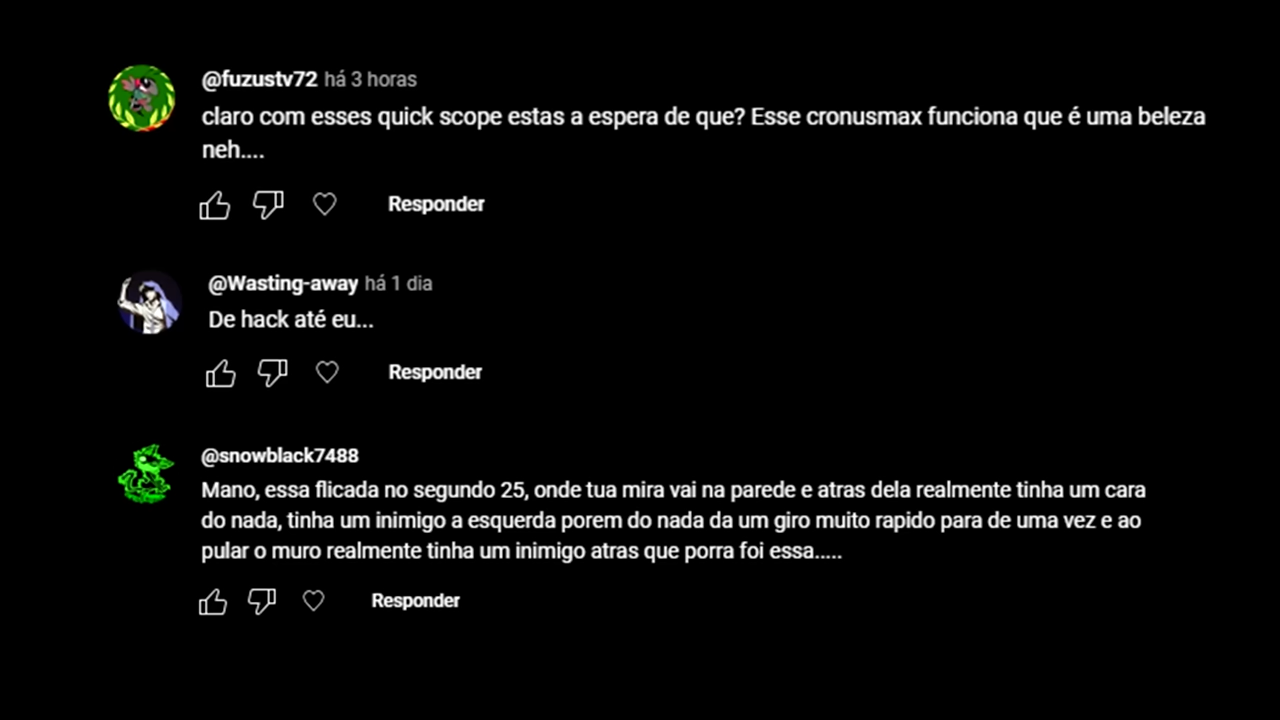 @fuzustv72 há 3 horas
claro com esses quick scope estas a espera de que? Esse cronusmax funciona que é uma beleza
neh....
Responder
@Wasting-away há 1 dia
De hack até eu...
Responder
@snowblack7488
Mano, essa flicada no segundo 25, onde tua mira vai na parede e atras dela realmente tinha um cara
do nada, tinha um inimigo a esquerda porem do nada da um giro muito rapido para de uma vez e ao
pular o muro realmente tinha um inimigo atras que porra foi essa.....
Responder